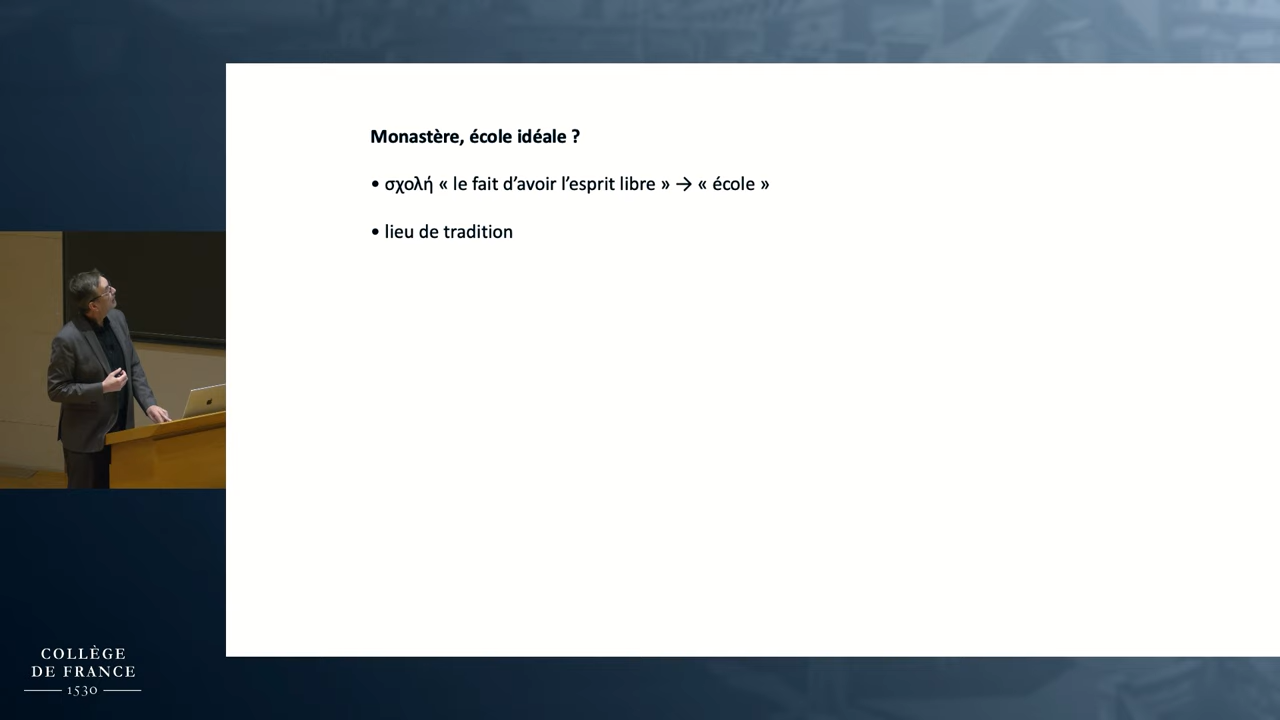 Monastère, école idéale ?
• σχολή « le fait d’avoir l’esprit libre » → « école »
• lieu de tradition
COLLÈGE
DE FRANCE
1530